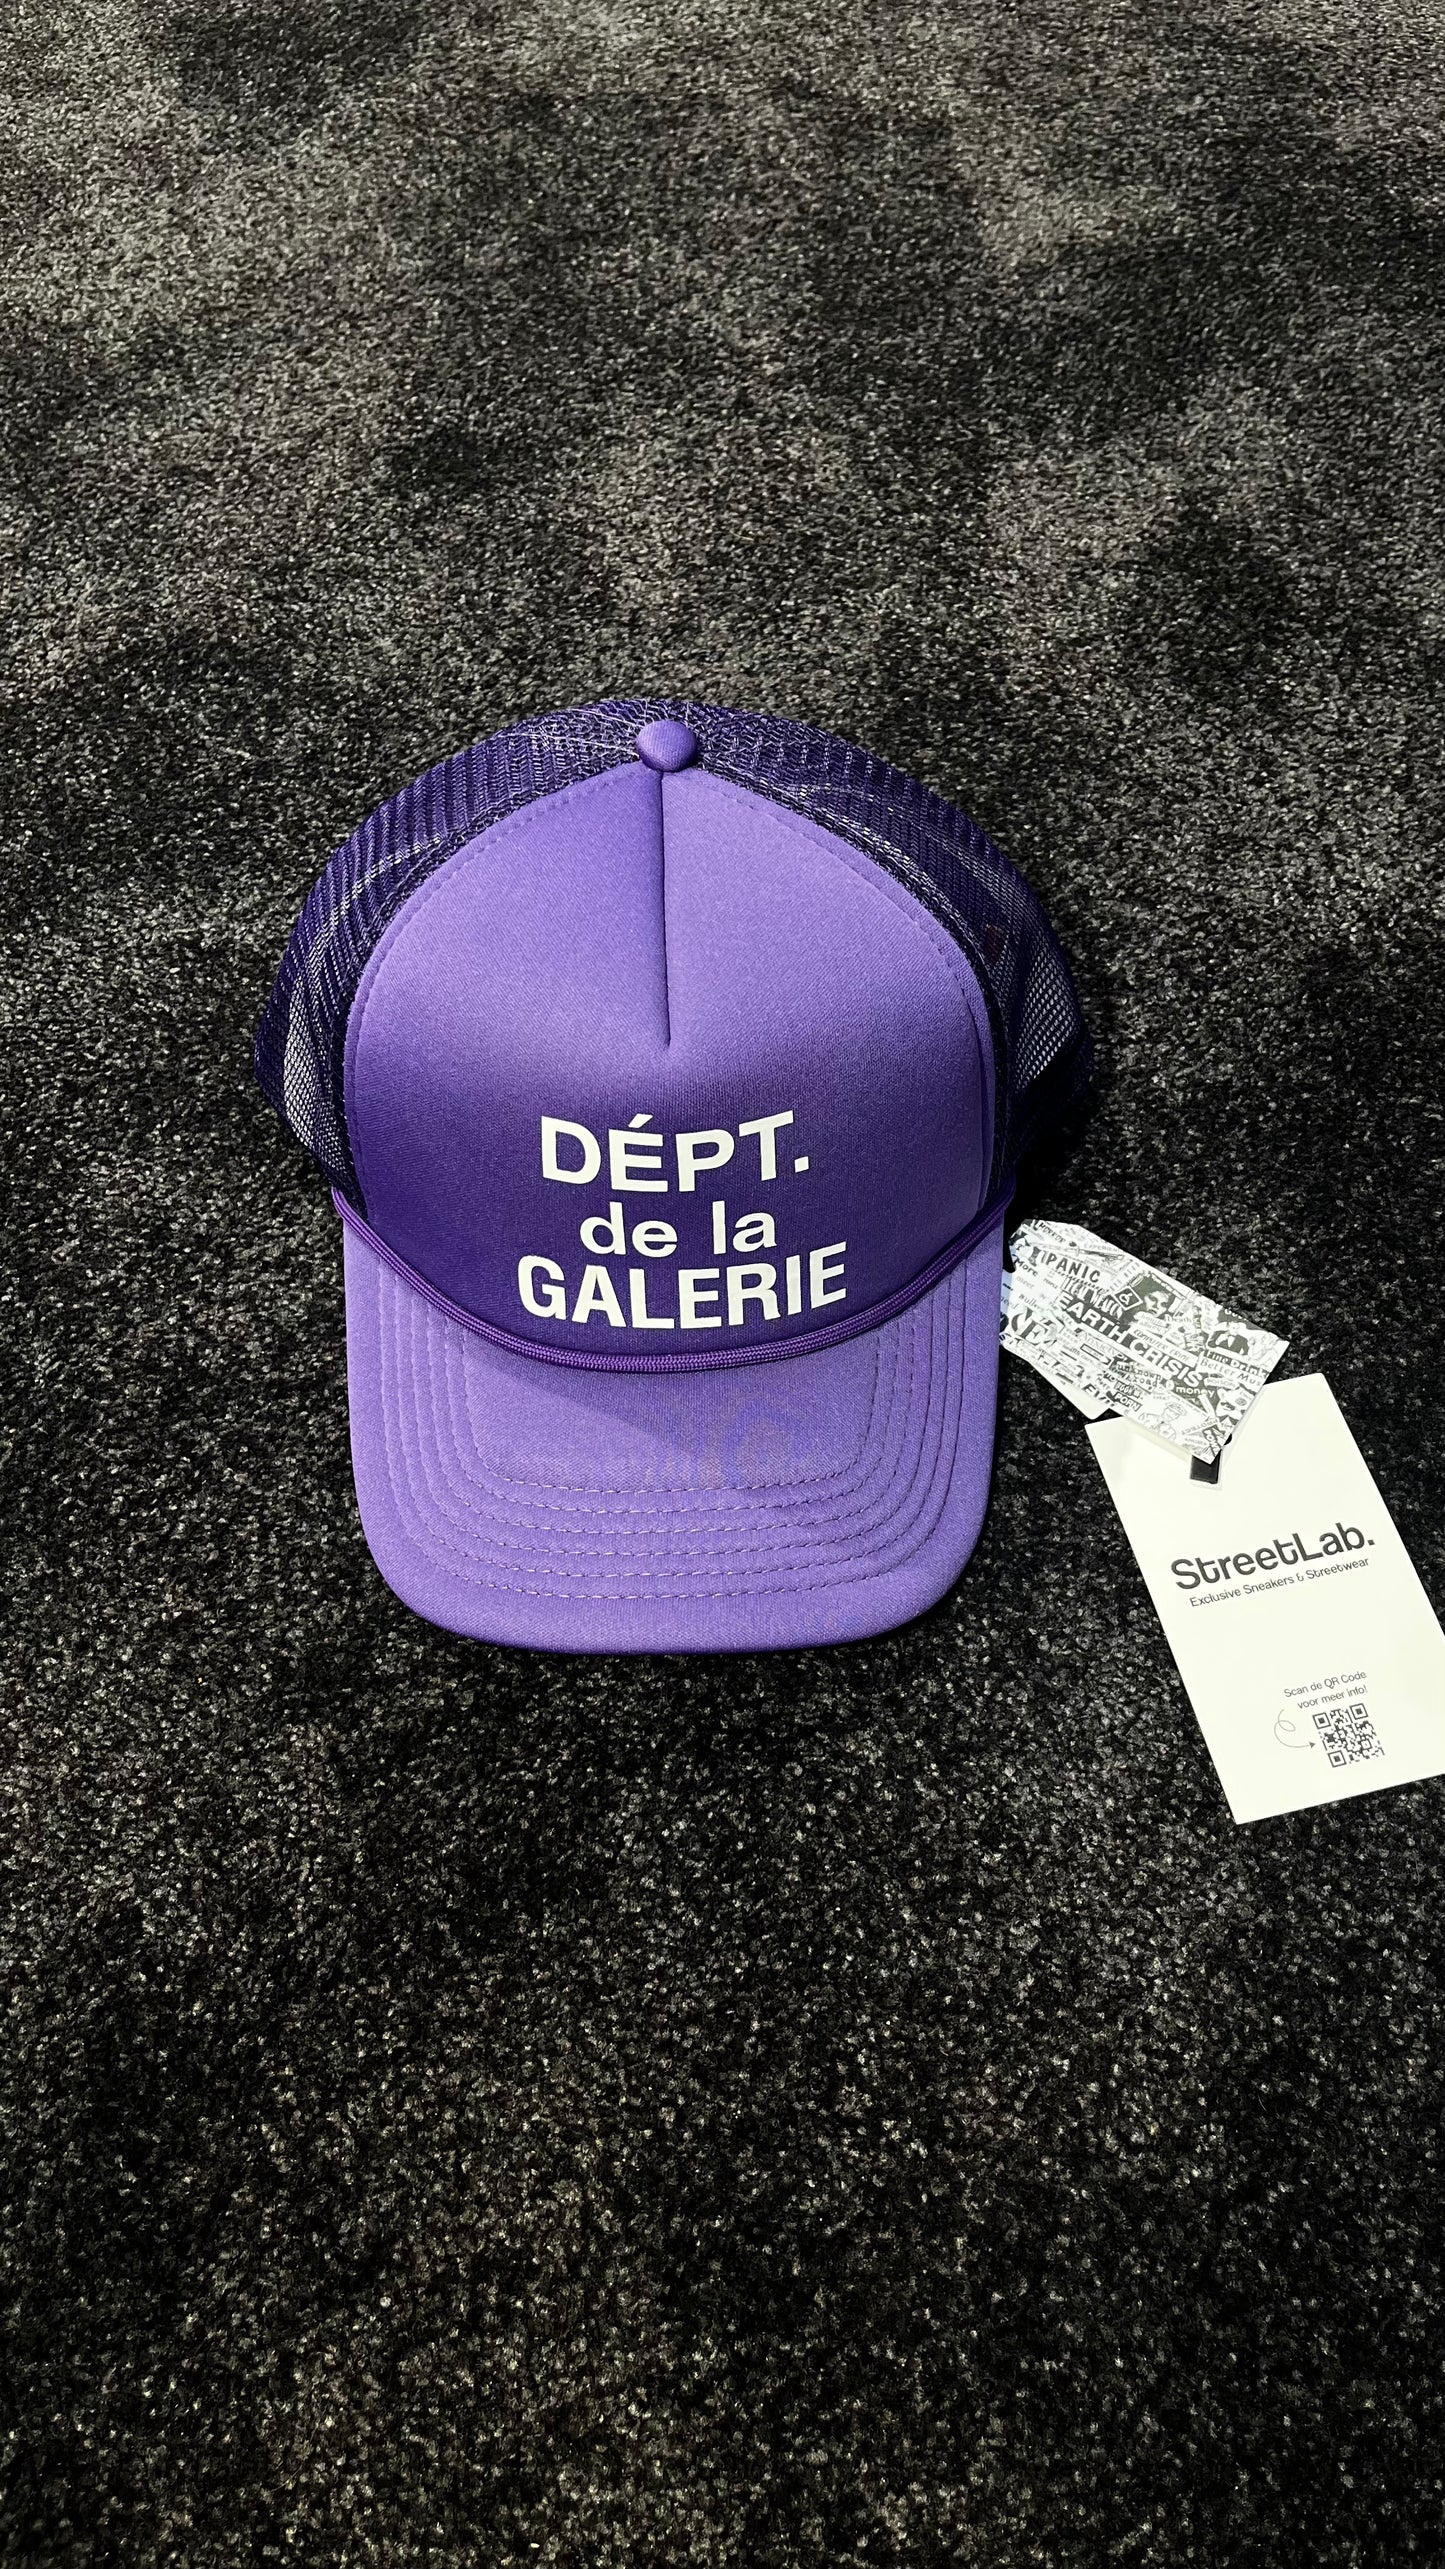 DÉPT.
de la
GALERIE
PANIC
EARTH CRISIS
money
StreetLab.
Exclusive Sneakers & Streetwear
Scan de QR Code
voor meer info!